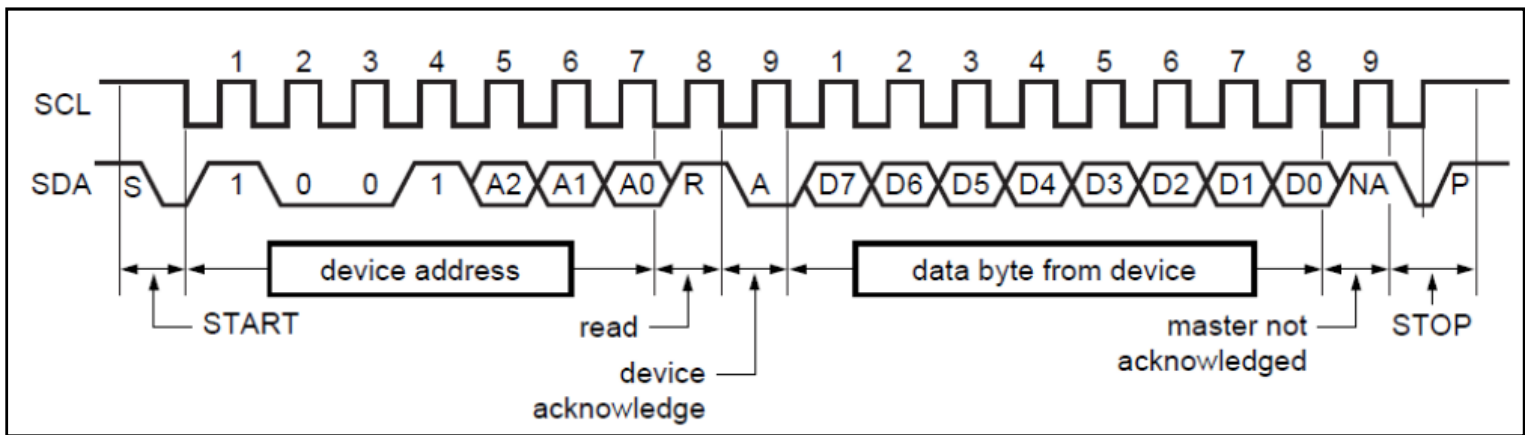 1 2 3 4 5 6 7 8 9 1 2 3 4 5 6 7 8 9
SCL
SDA S 1 0 0 1 A2 A1 A0 R A D7 D6 D5 D4 D3 D2 D1 D0 NA P
device address
data byte from device
START
read
master not
acknowledged
STOP
device
acknowledge